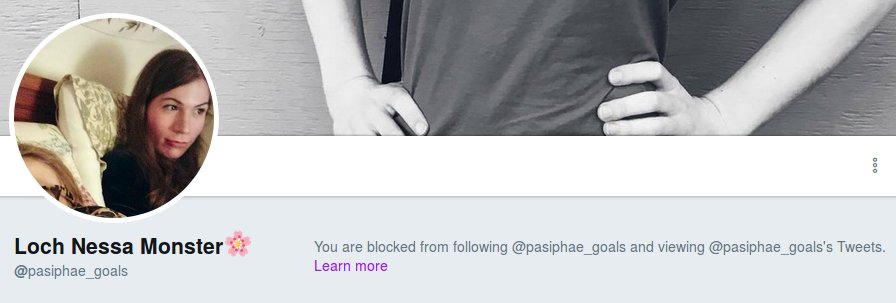 Loch Nessa Monster🌸
@pasiphae_goals
You are blocked from following @pasiphae_goals and viewing @pasiphae_goals's Tweets.
Learn more